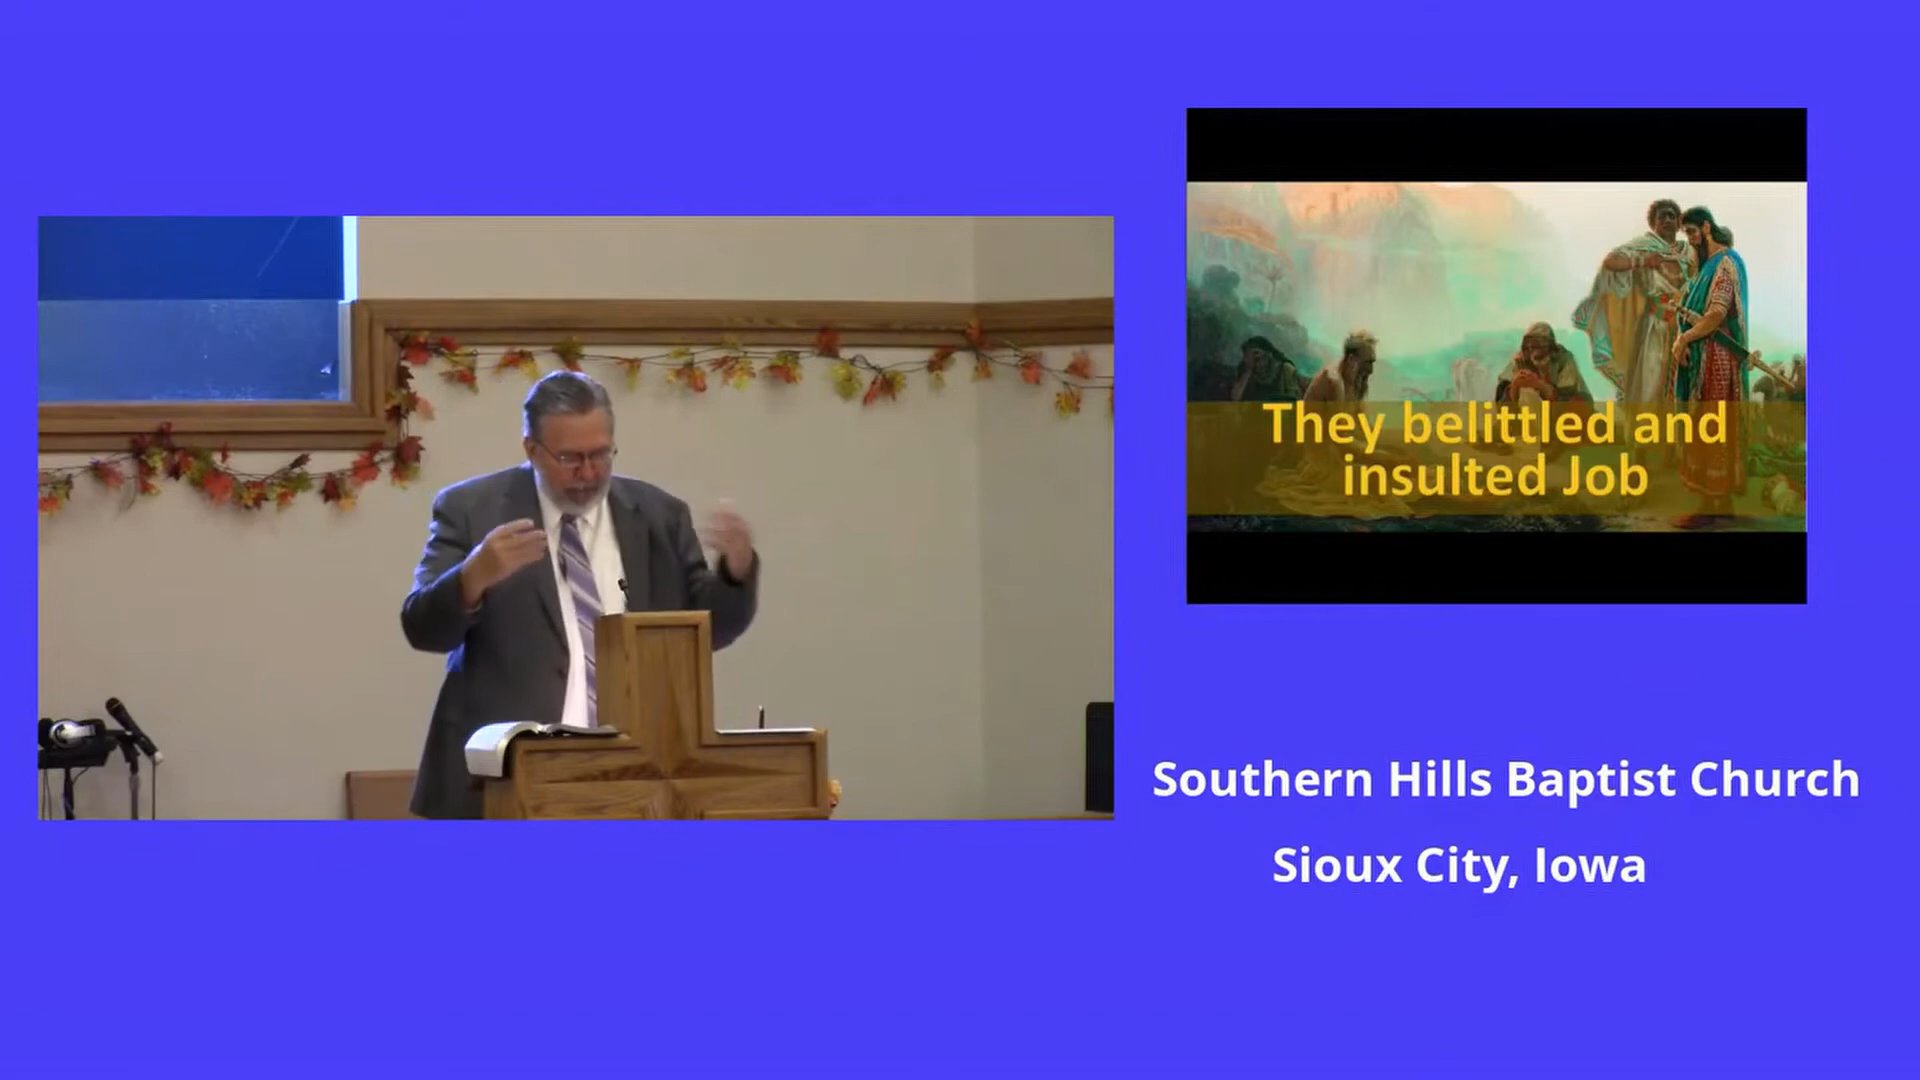 They belittled and
insulted Job
Southern Hills Baptist Church
Sioux City, Iowa